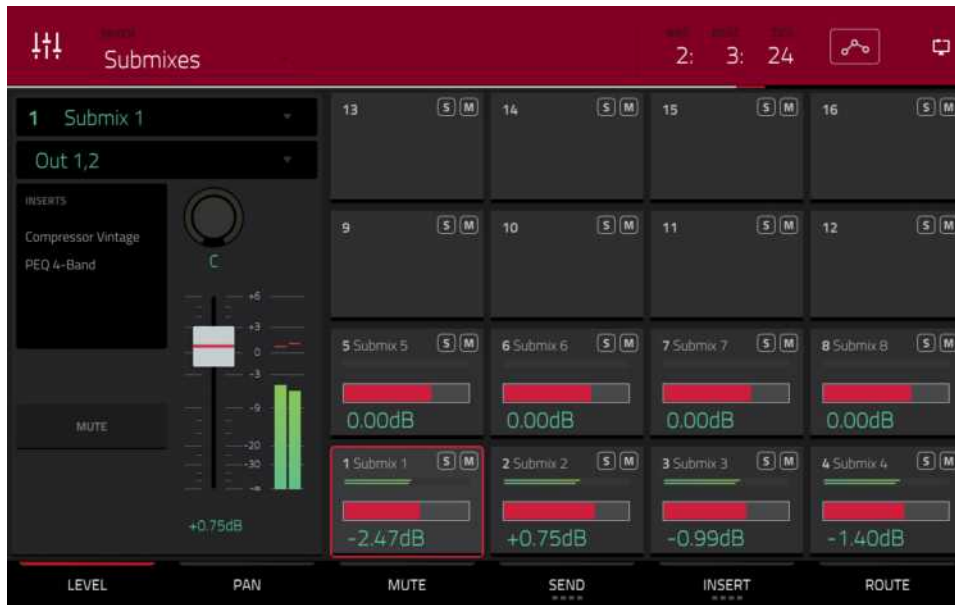 Submixes
2: 3: 24
1 Submix 1
Out 1,2
INSERTS
Compressor Vintage
PEQ 4-Band
C
+6
+3
0
-3
-9
-20
-30
-∞
MUTE
+0.75dB
13 S M
14 S M
15 S M
16 S M
9 S M
10 S M
11 S M
12 S M
5 Submix 5 S M
6 Submix 6 S M
7 Submix 7 S M
8 Submix 8 S M
0.00dB
0.00dB
0.00dB
0.00dB
1 Submix 1 S M
2 Submix 2 S M
3 Submix 3 S M
4 Submix 4 S M
-2.47dB
+0.75dB
-0.99dB
-1.40dB
LEVEL
PAN
MUTE
SEND
INSERT
ROUTE